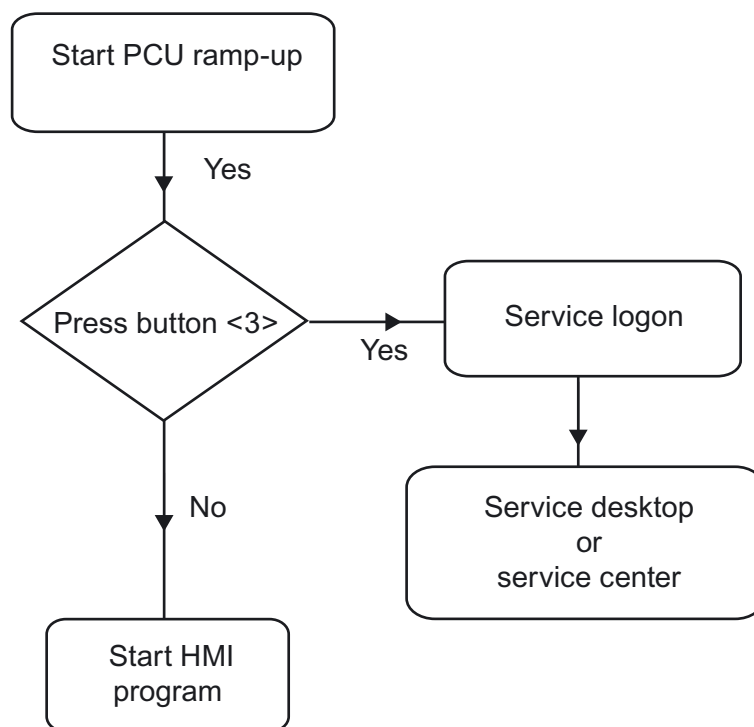 Start PCU ramp-up
Yes
Press button <3>
Yes
Service logon
No
Service desktop
or
service center
Start HMI
program